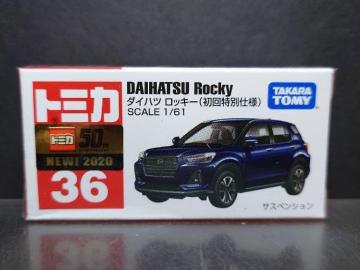 トミカ
トミカ 50th
NEW! 2020
36
DAIHATSU Rocky
ダイハツ ロッキー(初回特別仕様)
SCALE 1/61
TAKARA
TOMY
サスペンション